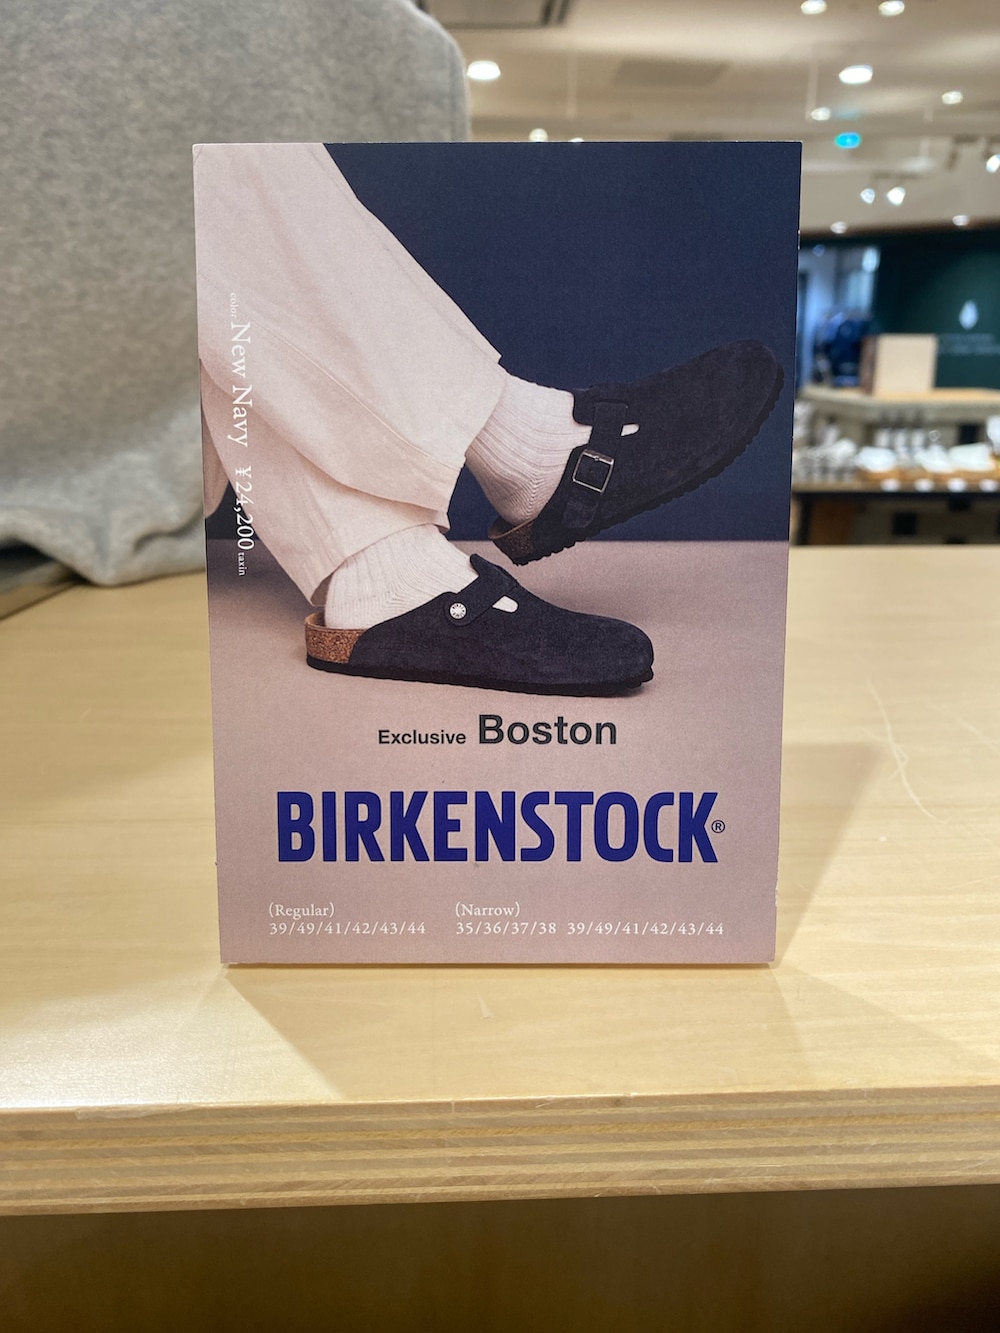 color New Navy ¥24,200 taxin
Exclusive Boston
BIRKENSTOCK®
(Regular)
39/49/41/42/43/44
(Narrow)
35/36/37/38 39/49/41/42/43/44